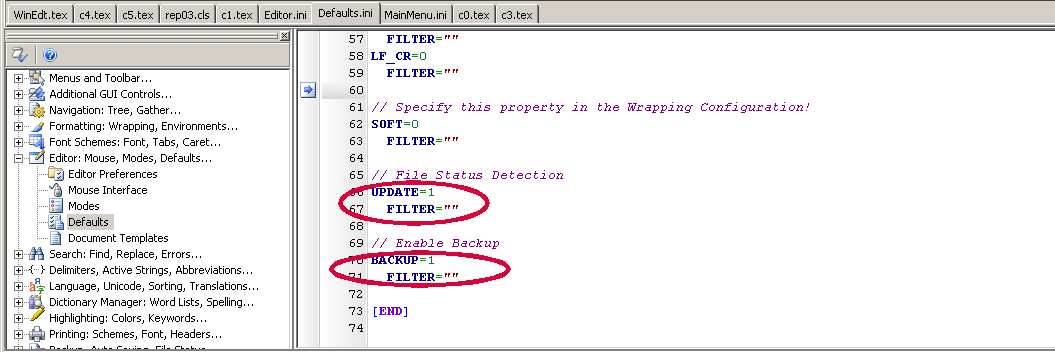 WinEdt.tex c4.tex c5.tex rep03.cls c1.tex Editor.ini Defaults.ini MainMenu.ini c0.tex c3.tex
Menus and Toolbar...
Additional GUI Controls...
Navigation: Tree, Gather...
Formatting: Wrapping, Environments...
Font Schemes: Font, Tabs, Caret...
Editor: Mouse, Modes, Defaults...
Editor Preferences
Mouse Interface
Modes
Defaults
Document Templates
Search: Find, Replace, Errors...
Delimiters, Active Strings, Abbreviations...
Language, Unicode, Sorting, Translations...
Dictionary Manager: Word Lists, Spelling...
Highlighting: Colors, Keywords...
Printing: Schemes, Font, Headers...
Backup, Auto Saving, File Status...
57 FILTER=""
58 LF_CR=0
59 FILTER=""
60
61 // Specify this property in the Wrapping Configuration!
62 SOFT=0
63 FILTER=""
64
65 // File Status Detection
66 UPDATE=1
67 FILTER=""
68
69 // Enable Backup
70 BACKUP=1
71 FILTER=""
72
73 [END]
74